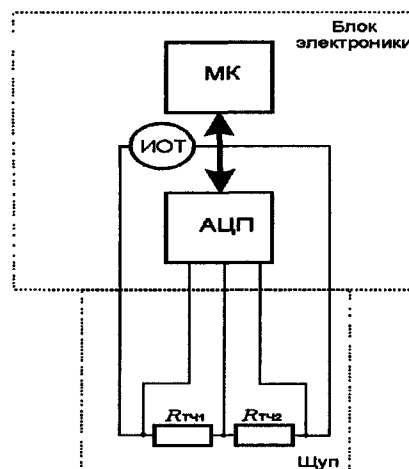 Блок
электроники
МК
ИОТ
АЦП
RТЧ1 RТЧ2
Щуп